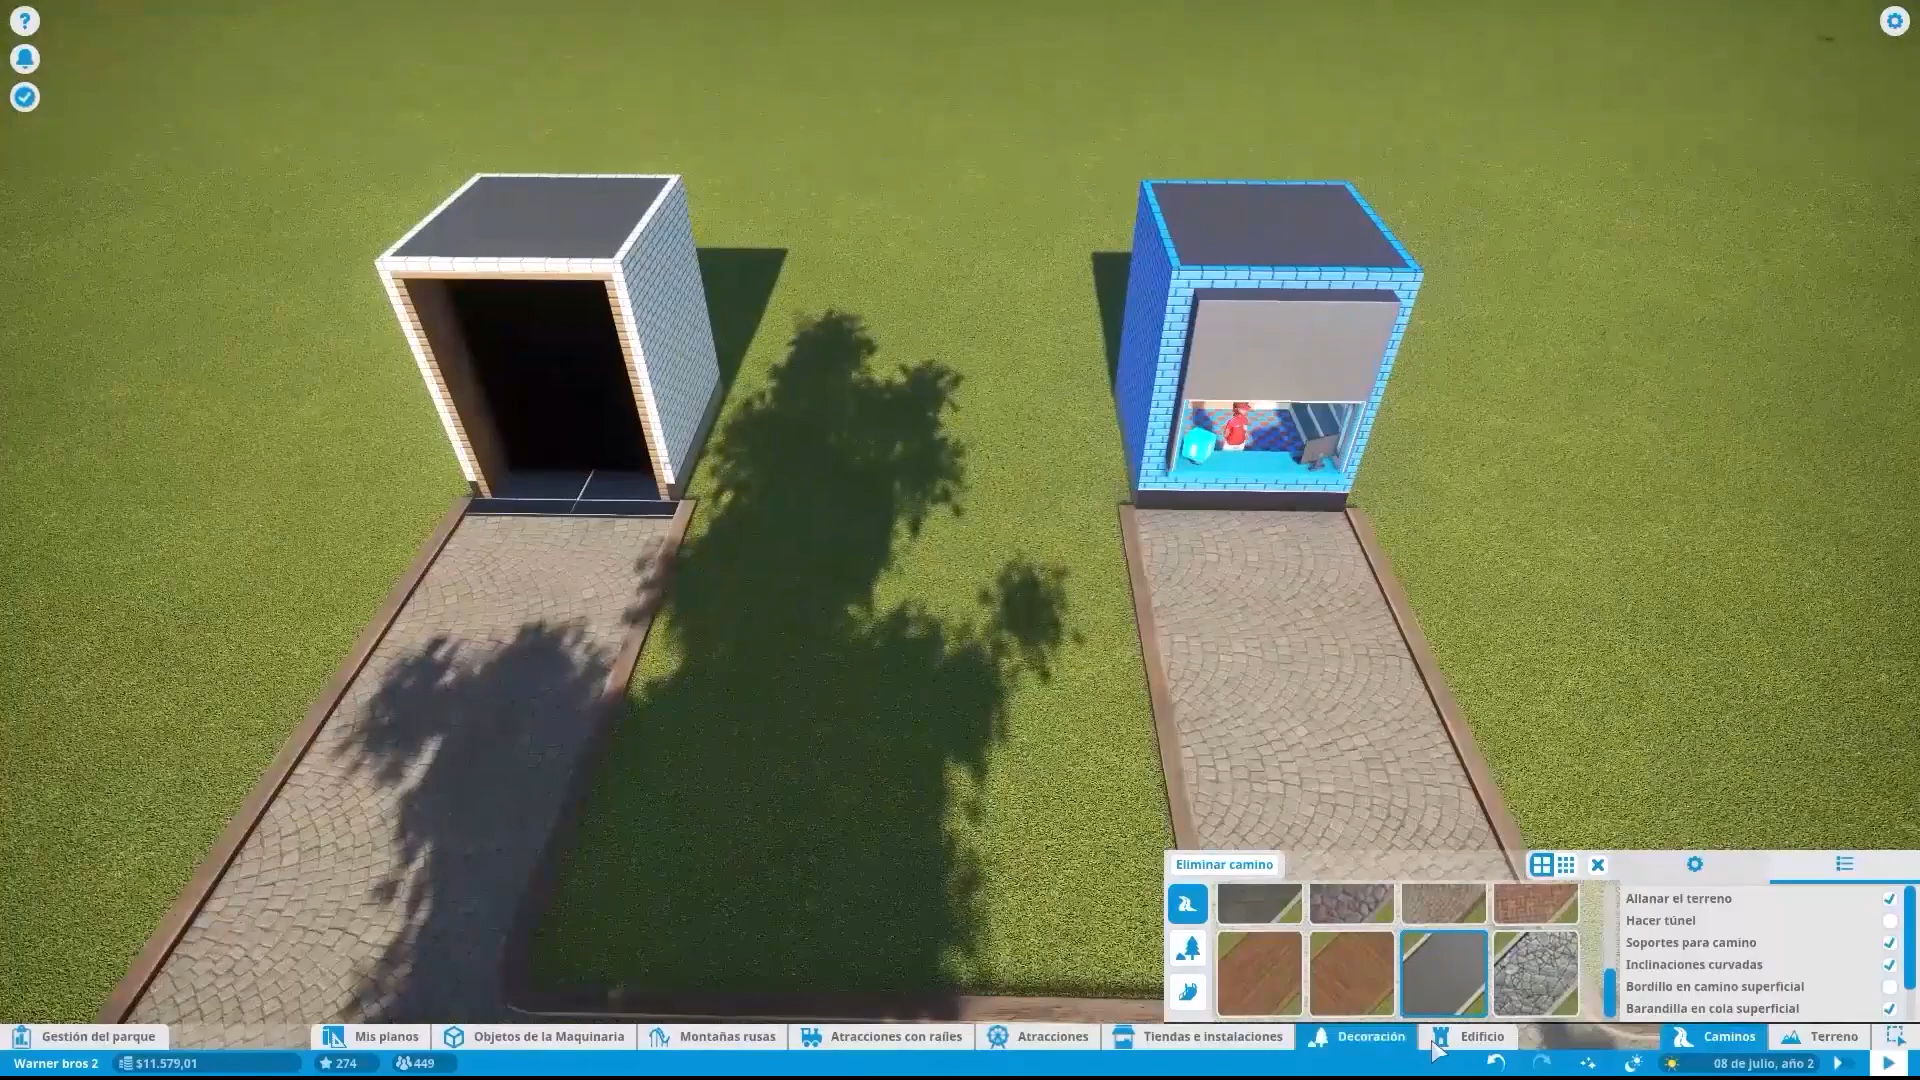 ?
Eliminar camino
Allanar el terreno
Hacer túnel
Soportes para camino
Inclinaciones curvadas
Bordillo en camino superficial
Barandilla en cola superficial
Gestión del parque
Mis planos
Objetos de la Maquinaria
Montañas rusas
Atracciones con raíles
Atracciones
Tiendas e instalaciones
Decoración
Edificio
Caminos
Terreno
Warner bros 2
$11.579,01
274
449
08 de julio, año 2